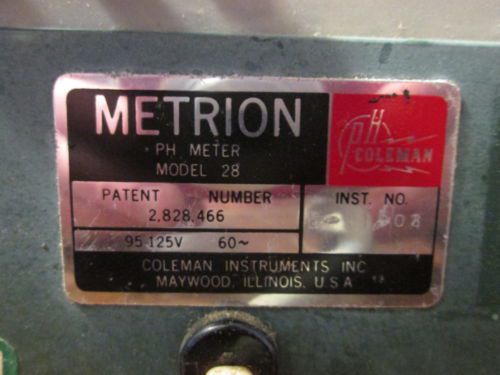 METRION
PH METER
MODEL 28
pH
COLEMAN
PATENT NUMBER
2,828,466
INST. NO.
95-125V 60~
COLEMAN INSTRUMENTS INC
MAYWOOD, ILLINOIS, U.S.A